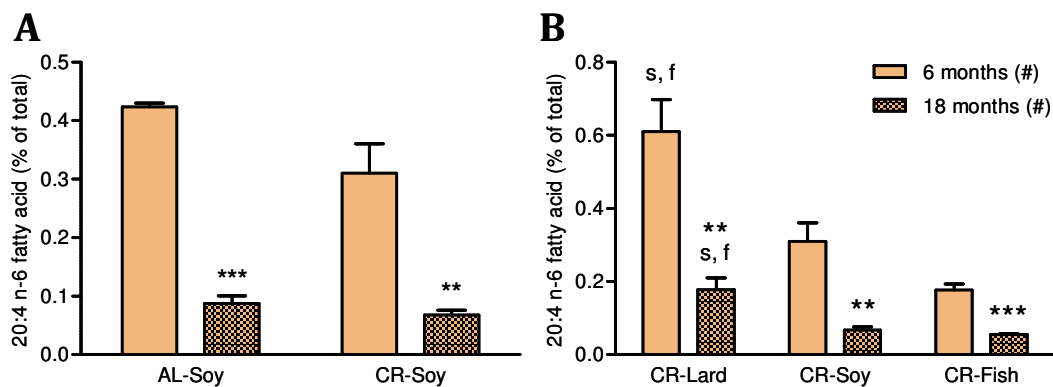 A
20:4 n-6 fatty acid (% of total)
0.5
0.4
0.3
0.2
0.1
0.0
***
**
AL-Soy
CR-Soy
B
20:4 n-6 fatty acid (% of total)
0.8
0.6
0.4
0.2
0.0
s, f
**
s, f
**
***
CR-Lard
CR-Soy
CR-Fish
6 months (#)
18 months (#)